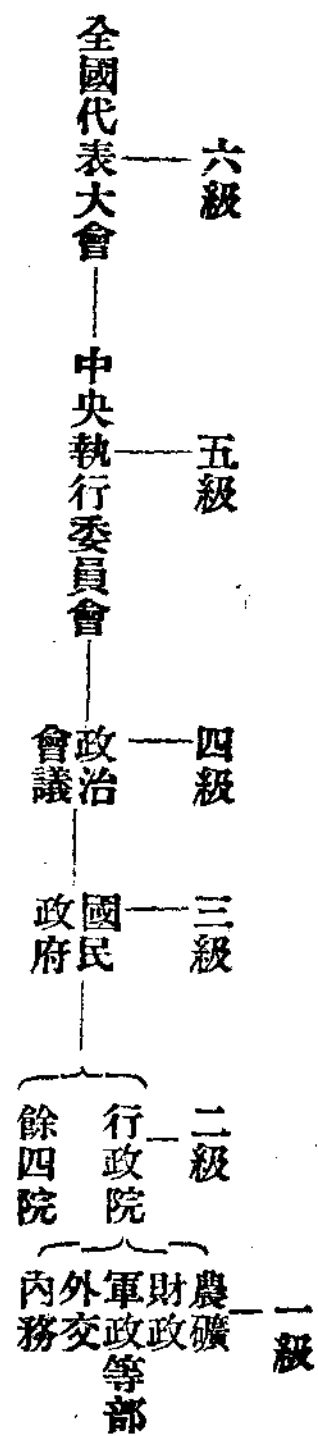 六級
全國代表大會
五級
中央執行委員會
四級
政治
會議
三級
國民
政府
二級
行政院
餘四院
一級
農礦
財政
軍政等部
外交
內務